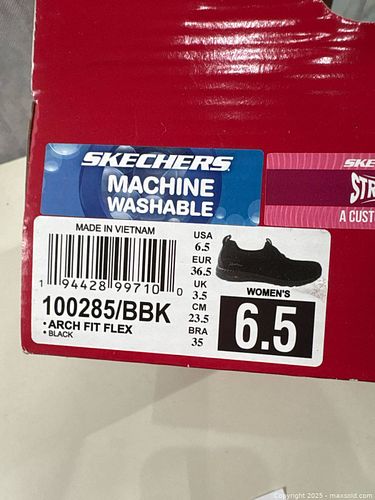 SKECHERS
MACHINE
WASHABLE
SKE
STR
A CUST
MADE IN VIETNAM
1 94428 99710 0
100285/BBK
• ARCH FIT FLEX
• BLACK
USA
6.5
EUR
36.5
UK
3.5
CM
23.5
BRA
35
WOMEN'S
6.5
Copyright 2025 - maxsold.com